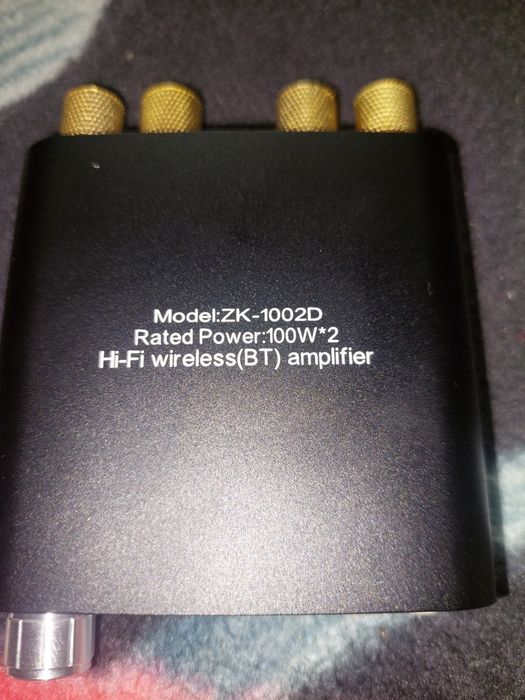 Model:ZK-1002D
Rated Power:100W*2
Hi-Fi wireless(BT) amplifier